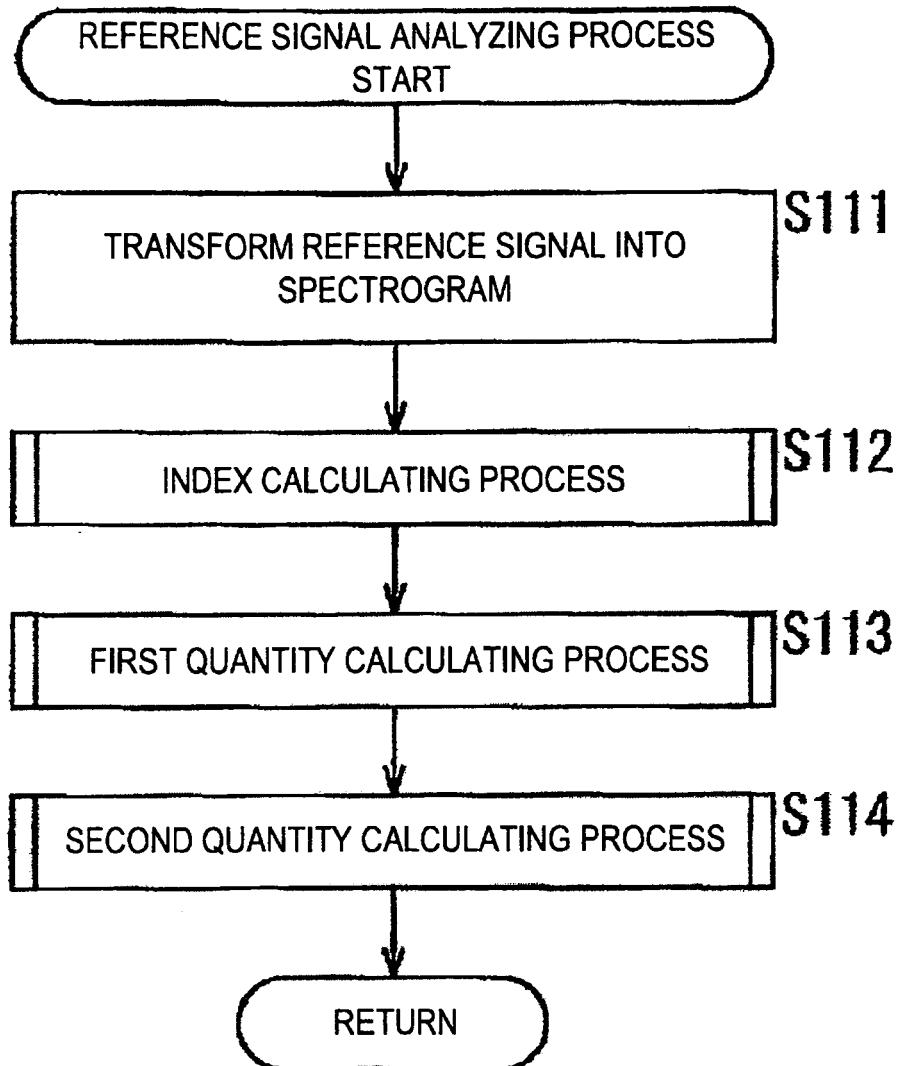 REFERENCE SIGNAL ANALYZING PROCESS
START
S111
TRANSFORM REFERENCE SIGNAL INTO
SPECTROGRAM
S112
INDEX CALCULATING PROCESS
S113
FIRST QUANTITY CALCULATING PROCESS
S114
SECOND QUANTITY CALCULATING PROCESS
RETURN